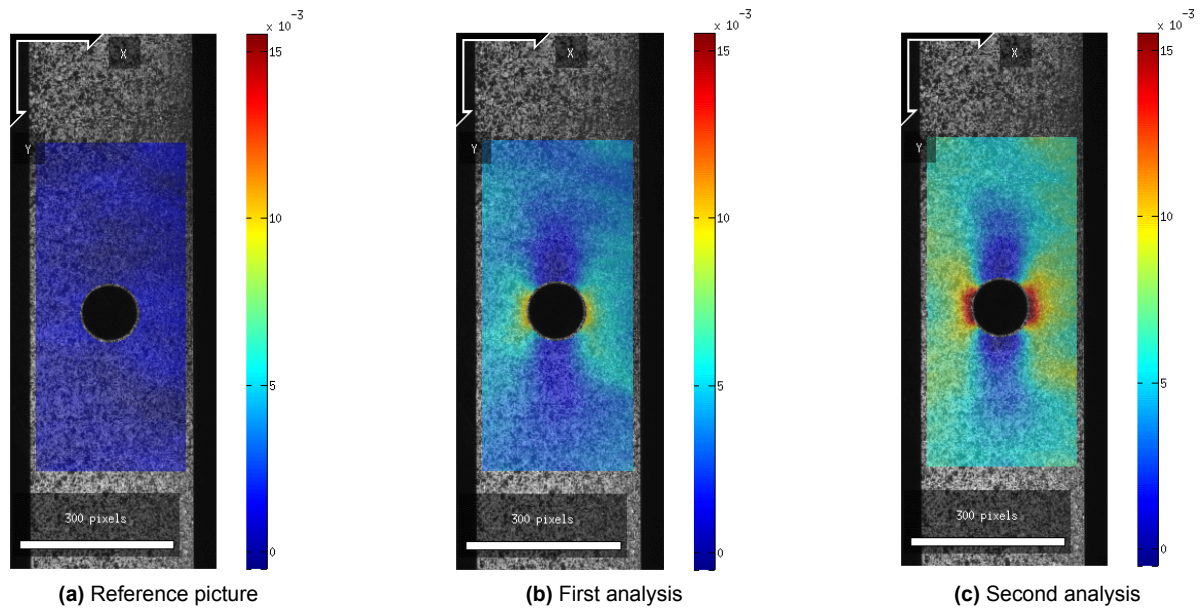 x 10⁻³
X
15
Y
10
5
300 pixels
0
(a) Reference picture
x 10⁻³
X
15
Y
10
5
300 pixels
0
(b) First analysis
x 10⁻³
X
15
Y
10
5
300 pixels
0
(c) Second analysis